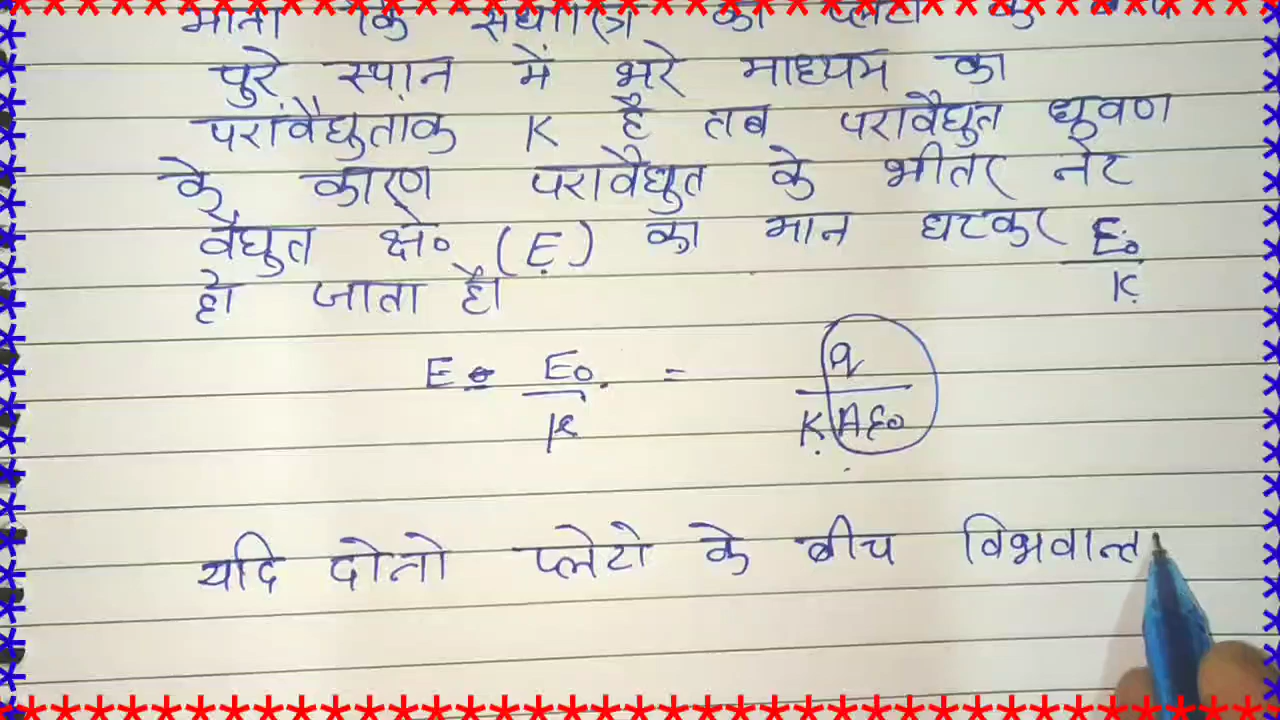 माना कि संधारित्र की प्लेटो के
पुरे स्थान में भरे माध्यम का
परावैद्युतांक K है तब परावैद्युत ध्रुवण
के कारण परावैद्युत के भीतर नेट
वैद्युत क्षे० (E) का मान घटकर E₀/K
हो जाता है।
E = E₀/K = q/KAε₀
यदि दोनो प्लेटो के बीच विभवान्त